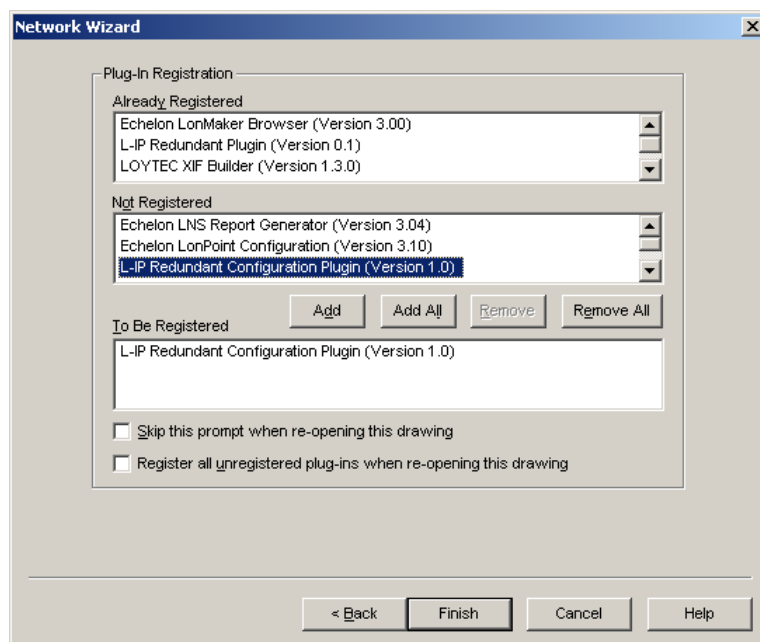 Network Wizard
Plug-In Registration
Already Registered
Echelon LonMaker Browser (Version 3.00)
L-IP Redundant Plugin (Version 0.1)
LOYTEC XIF Builder (Version 1.3.0)
Not Registered
Echelon LNS Report Generator (Version 3.04)
Echelon LonPoint Configuration (Version 3.10)
L-IP Redundant Configuration Plugin (Version 1.0)
Add Add All Remove Remove All
To Be Registered
L-IP Redundant Configuration Plugin (Version 1.0)
Skip this prompt when re-opening this drawing
Register all unregistered plug-ins when re-opening this drawing
< Back Finish Cancel Help